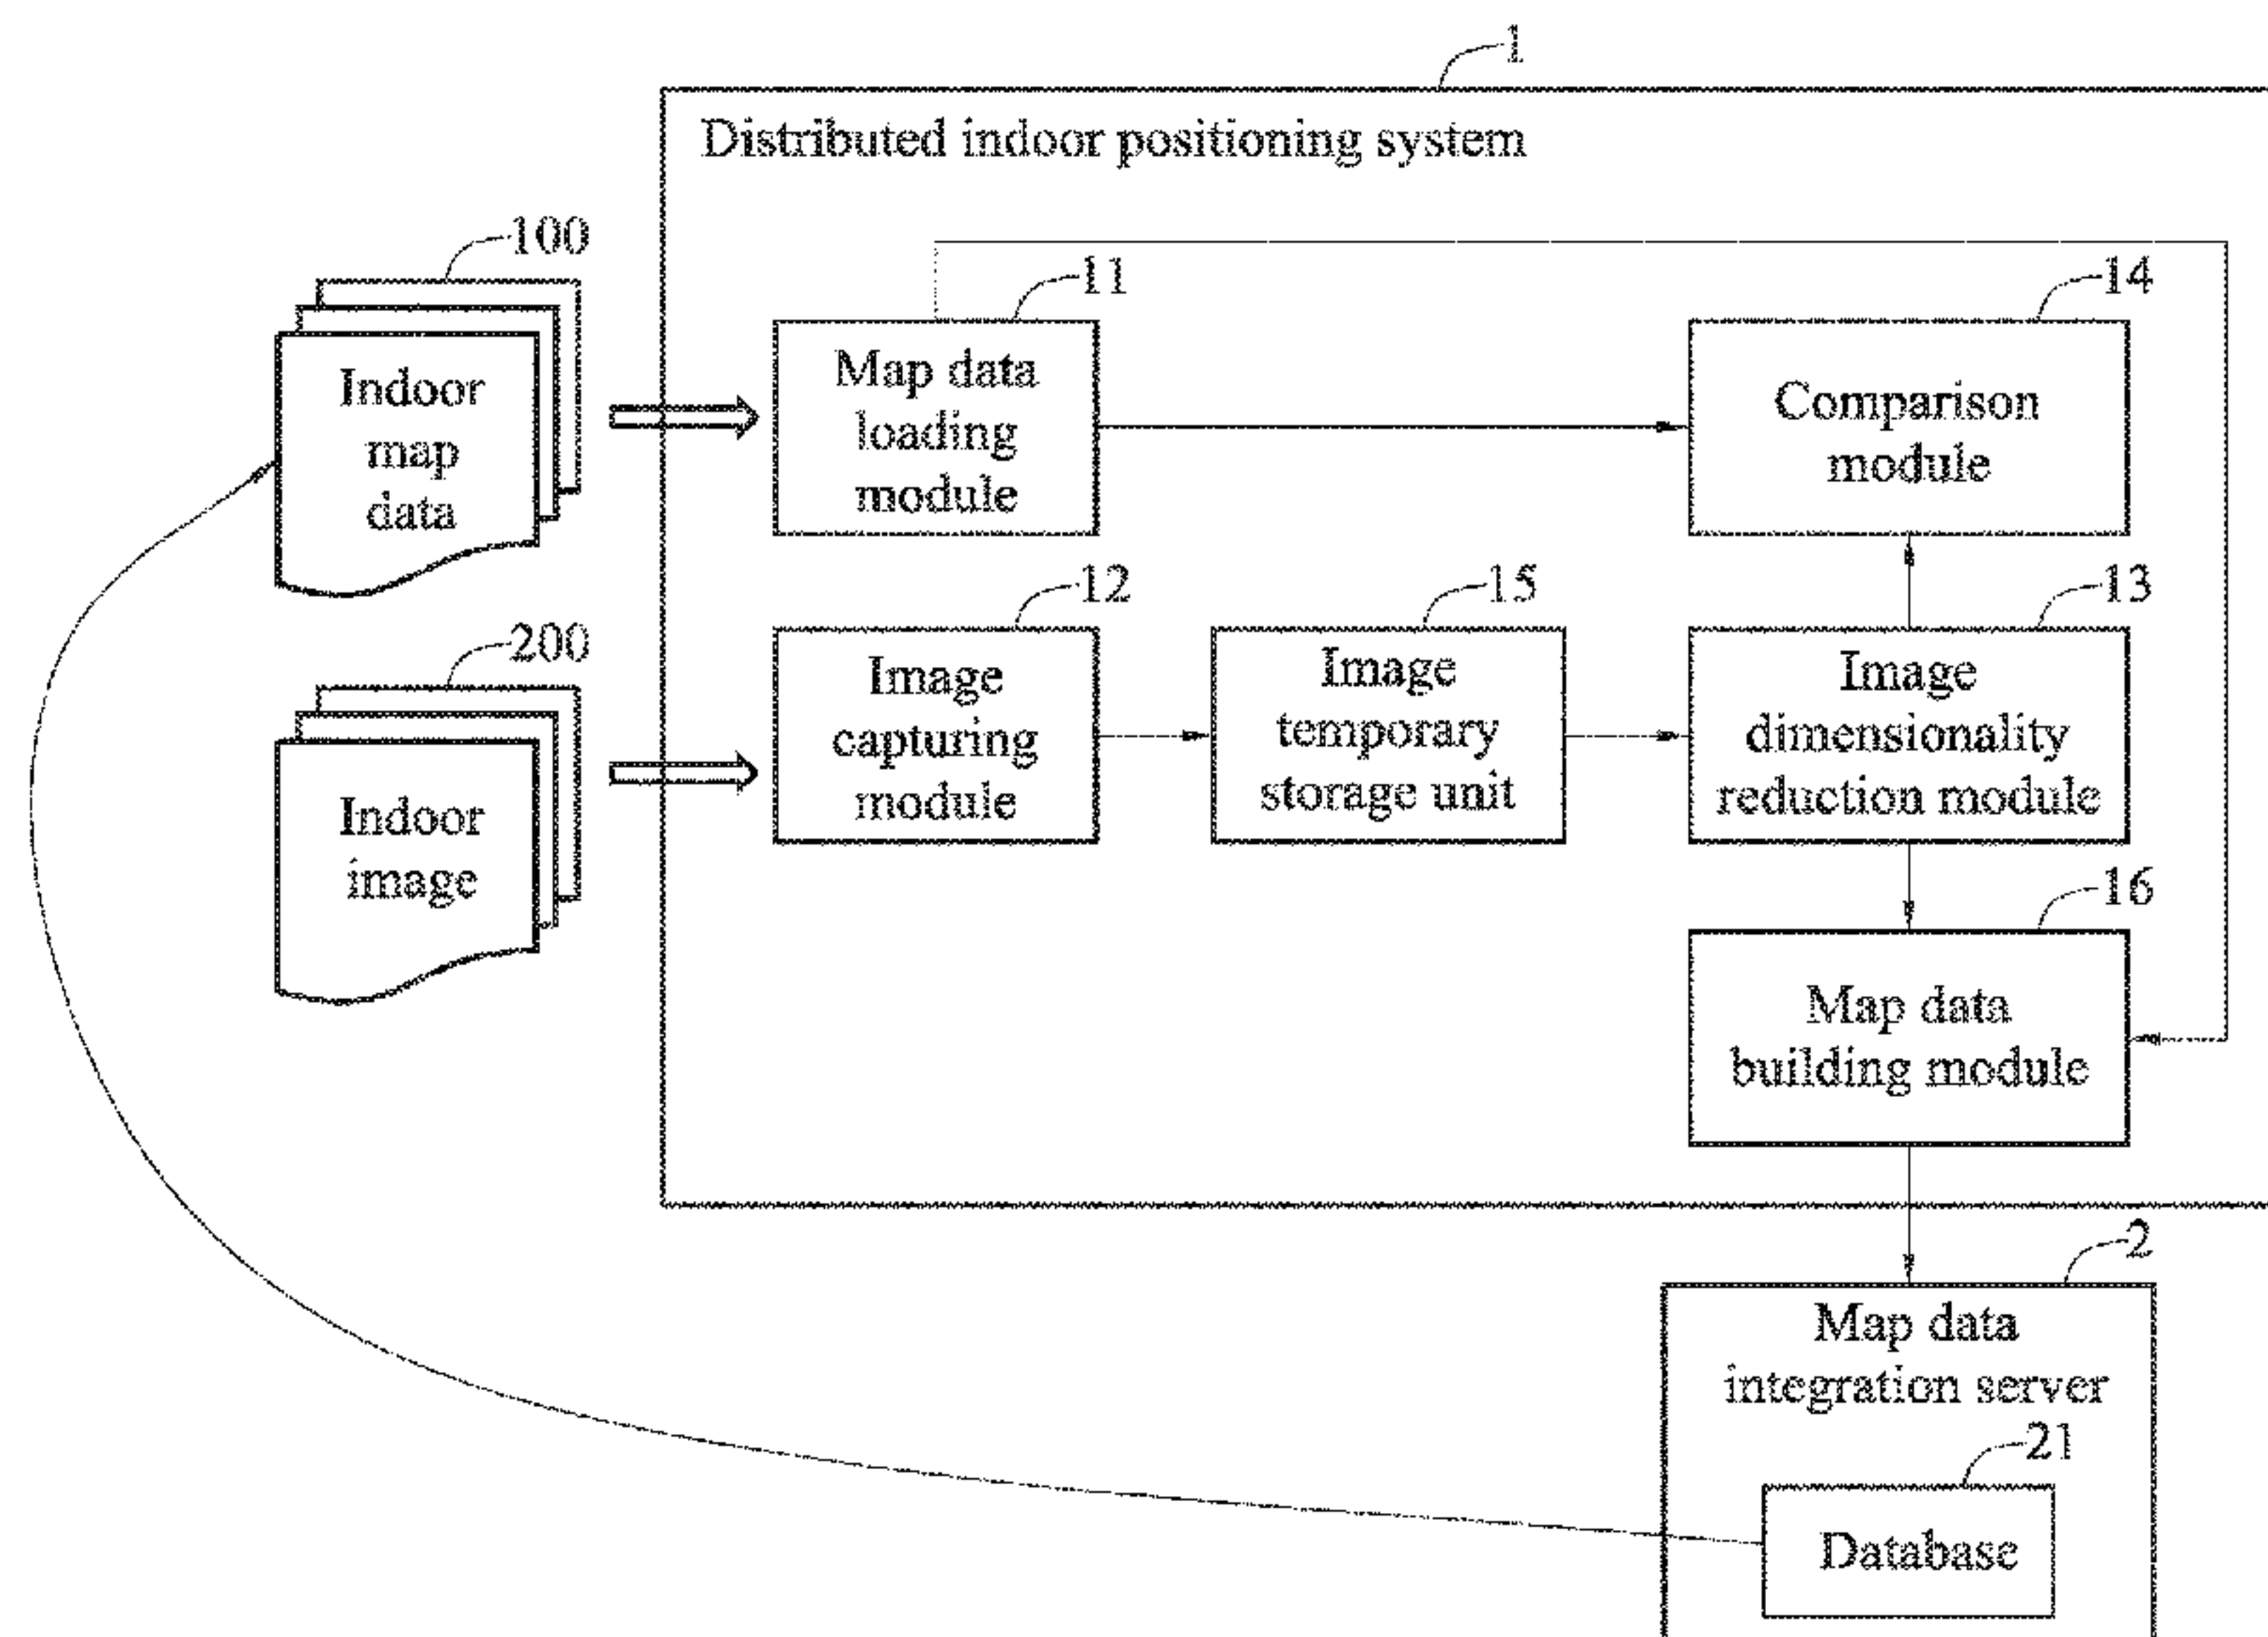 1
Distributed indoor positioning system
100
Indoor
map
data
11
Map data
loading
module
14
Comparison
module
200
Indoor
image
12
Image
capturing
module
15
Image
temporary
storage unit
13
Image
dimensionality
reduction module
16
Map data
building module
2
Map data
integration server
21
Database